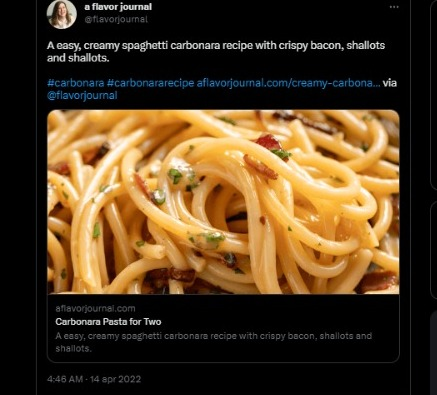 a flavor journal
@flavorjournal
A easy, creamy spaghetti carbonara recipe with crispy bacon, shallots
and shallots.
#carbonara #carbonararecipe aflavorjournal.com/creamy-carbona... via
@flavorjournal
aflavorjournal.com
Carbonara Pasta for Two
A easy, creamy spaghetti carbonara recipe with crispy bacon, shallots and
shallots.
4:46 AM · 14 apr 2022